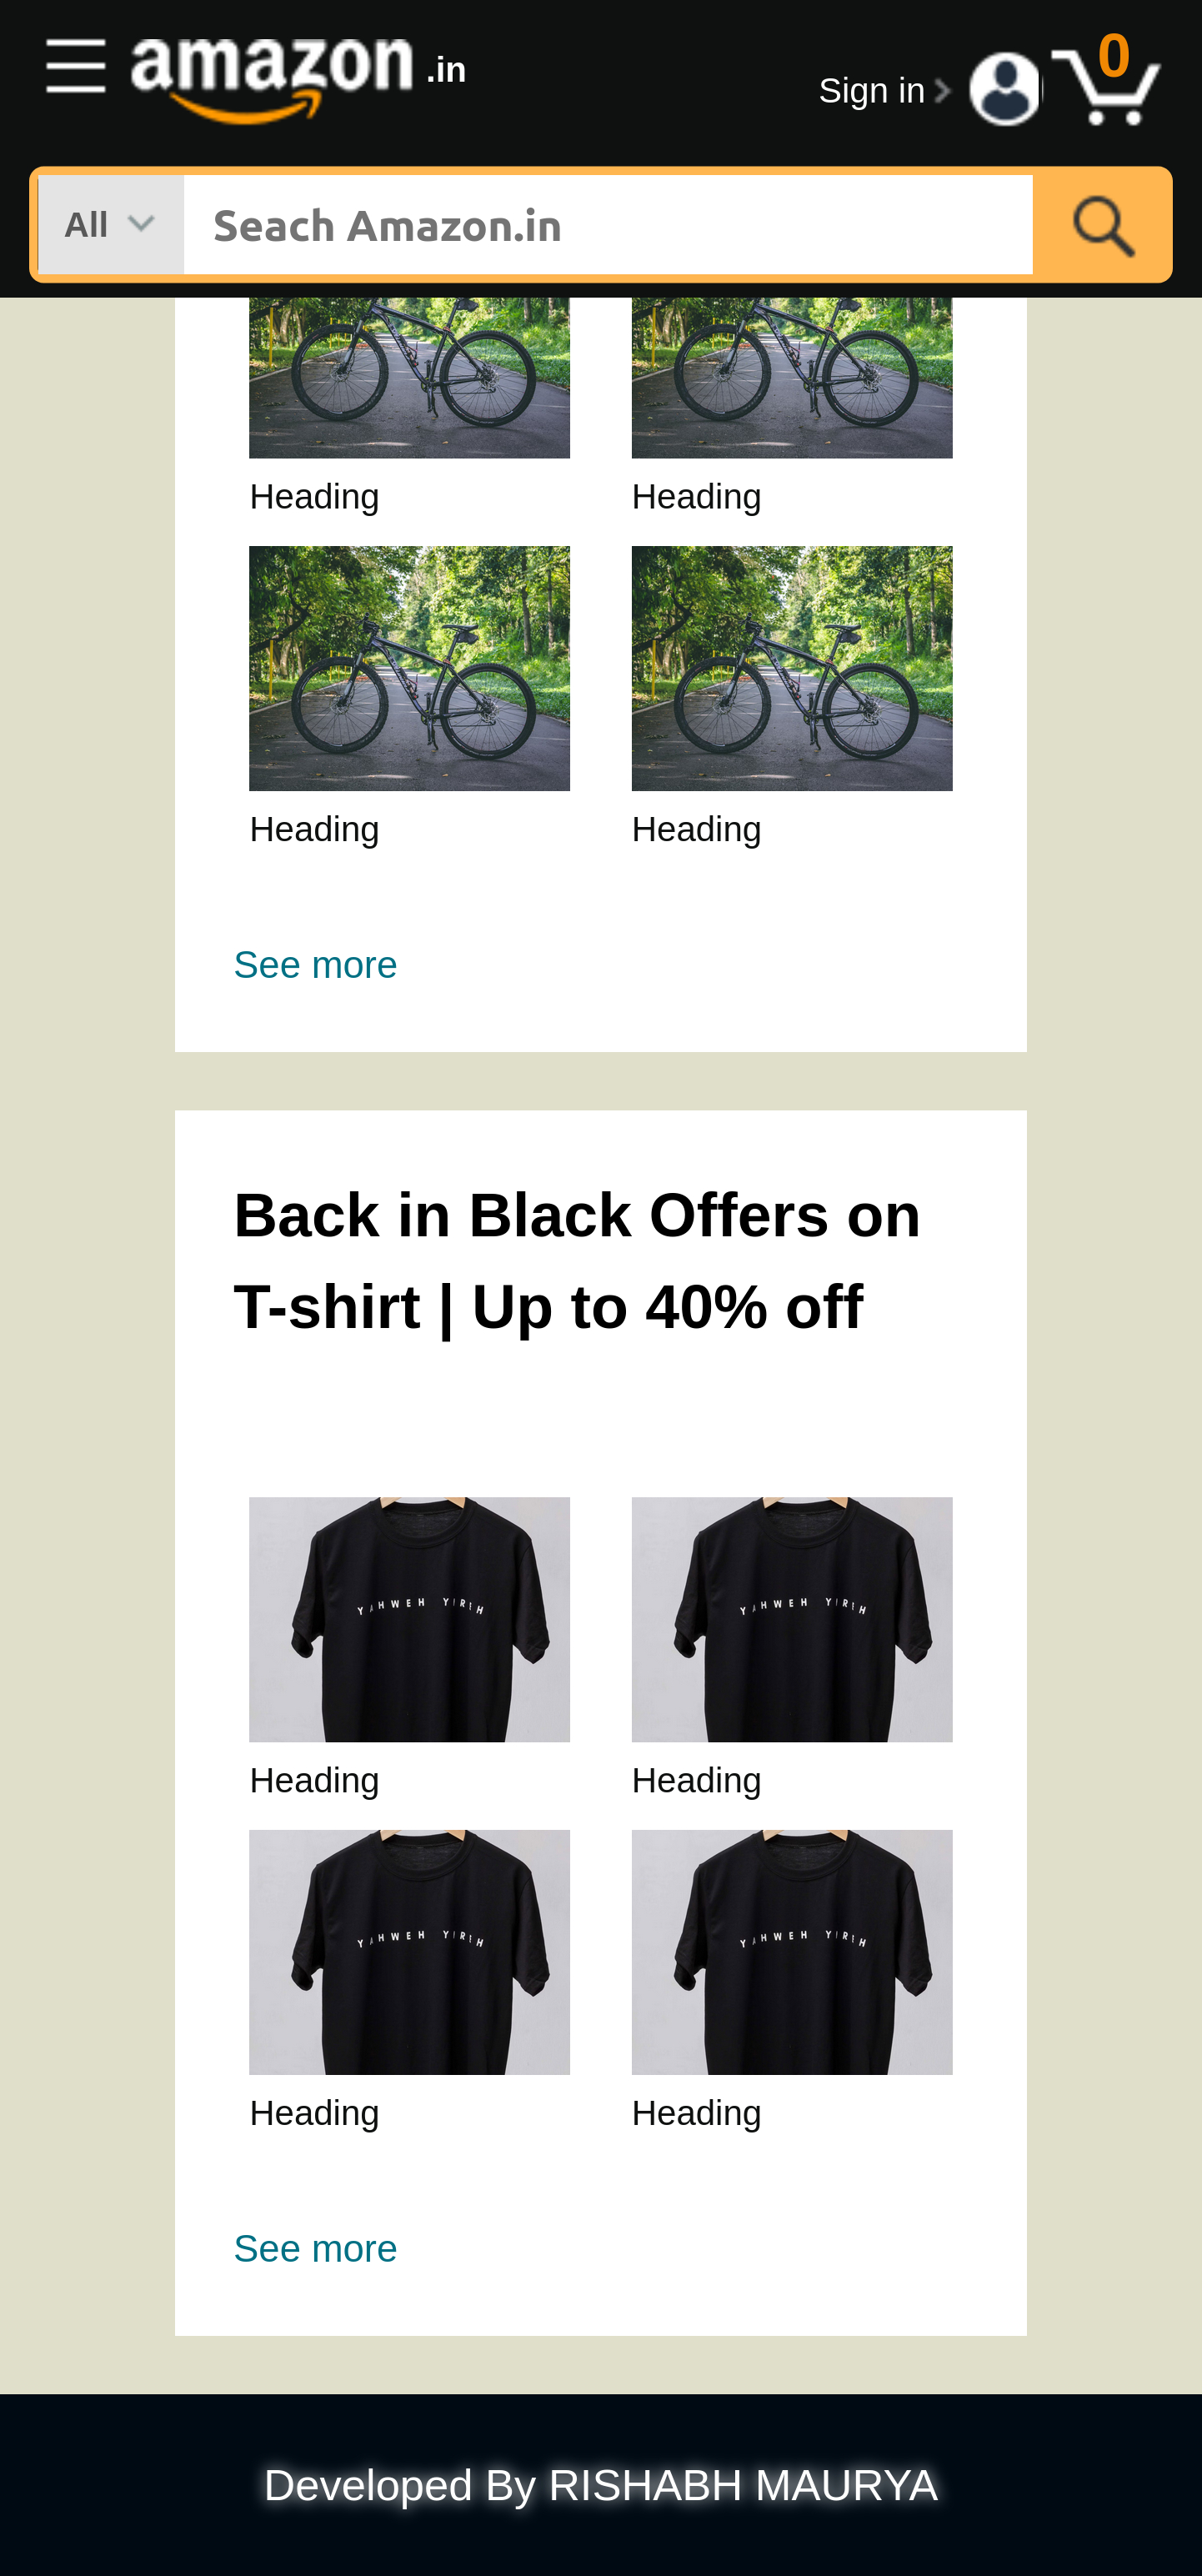 amazon .in
Sign in
0
All
Seach Amazon.in
Heading Heading
Heading Heading
See more
Back in Black Offers on
T-shirt | Up to 40% off
YAHWEH YIREH YAHWEH YIREH
Heading Heading
YAHWEH YIREH YAHWEH YIREH
Heading Heading
See more
Developed By RISHABH MAURYA